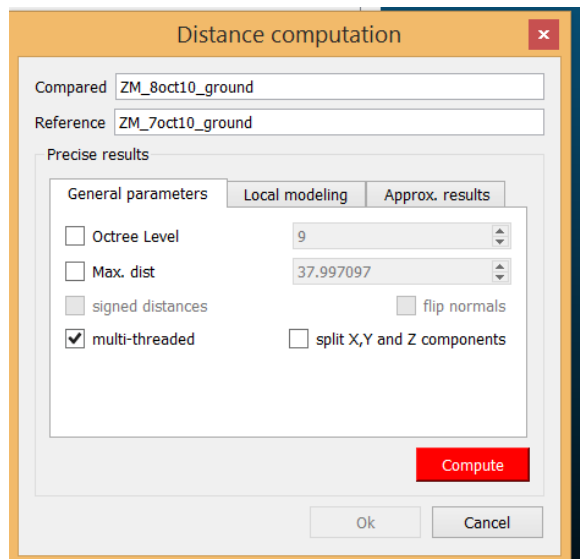 Distance computation
Compared ZM_8oct10_ground
Reference ZM_7oct10_ground
Precise results
General parameters Local modeling Approx. results
Octree Level 9
Max. dist 37.997097
signed distances flip normals
multi-threaded split X,Y and Z components
Compute
Ok Cancel